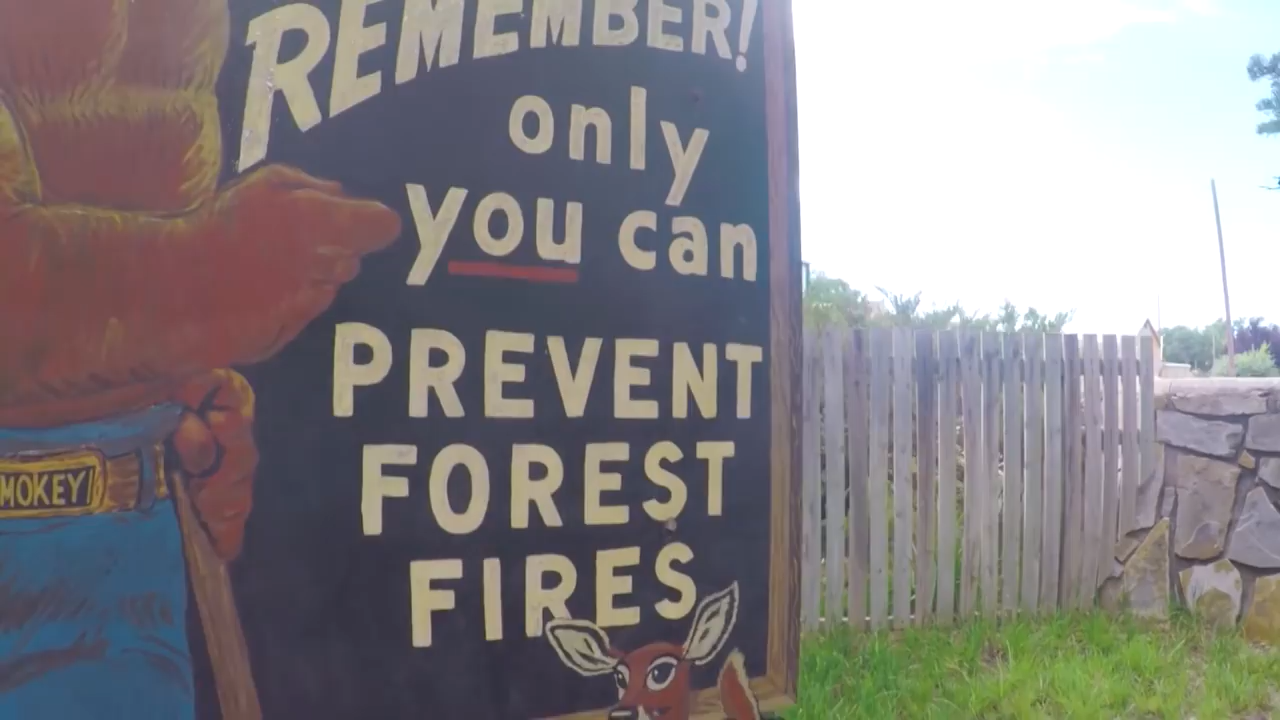 REMEMBER!
only
you can
PREVENT
FOREST
FIRES
MOKEY